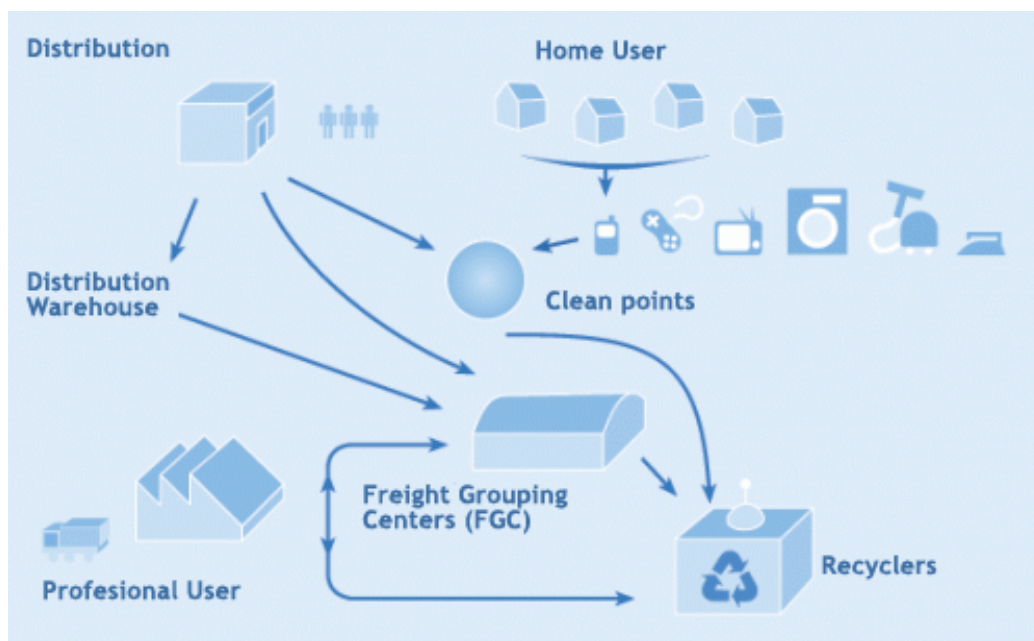 Distribution
Home User
Distribution
Warehouse
Clean points
Freight Grouping
Centers (FGC)
Profesional User
Recyclers